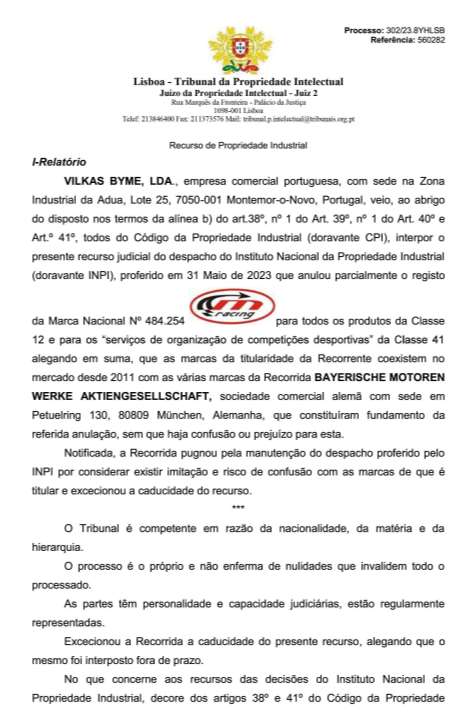 Processo: 302/23.8YHLSB
Referência: 560282
Lisboa - Tribunal da Propriedade Intelectual
Juízo da Propriedade Intelectual - Juiz 2
Rua Marquês da Fronteira - Palácio da Justiça
1098-001 Lisboa
Telef: 213846400 Fax: 211373576 Mail: tribunal.p.intelectual@tribunais.org.pt
Recurso de Propriedade Industrial
I-Relatório
VILKAS BYME, LDA., empresa comercial portuguesa, com sede na Zona
Industrial da Adua, Lote 25, 7050-001 Montemor-o-Novo, Portugal, veio, ao abrigo
do disposto nos termos da alínea b) do art.38º, nº 1 do Art. 39º, nº 1 do Art. 40º e
Art.º 41º, todos do Código da Propriedade Industrial (doravante CPI), interpor o
presente recurso judicial do despacho do Instituto Nacional da Propriedade Industrial
(doravante INPI), proferido em 31 Maio de 2023 que anulou parcialmente o registo
racing
da Marca Nacional Nº 484.254 para todos os produtos da Classe
12 e para os “serviços de organização de competições desportivas” da Classe 41
alegando em suma, que as marcas da titularidade da Recorrente coexistem no
mercado desde 2011 com as várias marcas da Recorrida BAYERISCHE MOTOREN
WERKE AKTIENGESELLSCHAFT, sociedade comercial alemã com sede em
Petuelring 130, 80809 München, Alemanha, que constituíram fundamento da
referida anulação, sem que haja confusão ou prejuízo para esta.
Notificada, a Recorrida pugnou pela manutenção do despacho proferido pelo
INPI por considerar existir imitação e risco de confusão com as marcas de que é
titular e excecionou a caducidade do recurso.
***
O Tribunal é competente em razão da nacionalidade, da matéria e da
hierarquia.
O processo é o próprio e não enferma de nulidades que invalidem todo o
processado.
As partes têm personalidade e capacidade judiciárias, estão regularmente
representadas.
Excecionou a Recorrida a caducidade do presente recurso, alegando que o
mesmo foi interposto fora de prazo.
No que concerne aos recursos das decisões do Instituto Nacional da
Propriedade Industrial, decore dos artigos 38º e 41º do Código da Propriedade